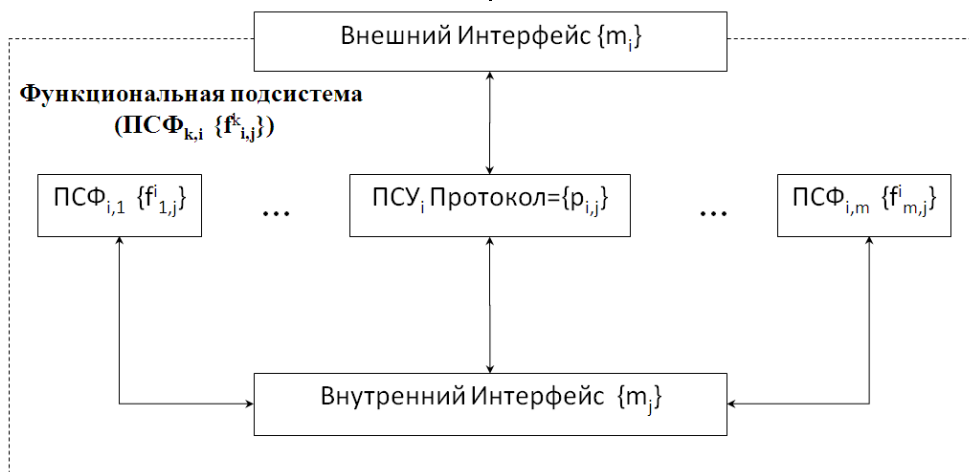 Внешний Интерфейс {mᵢ}
Функциональная подсистема
(ПСФₖ,ᵢ {fᵏᵢ,ⱼ})
ПСФᵢ,₁ {fⁱ₁,ⱼ}
...
ПСУᵢ Протокол={pᵢ,ⱼ}
...
ПСФᵢ,ₘ {fⁱₘ,ⱼ}
Внутренний Интерфейс {mⱼ}